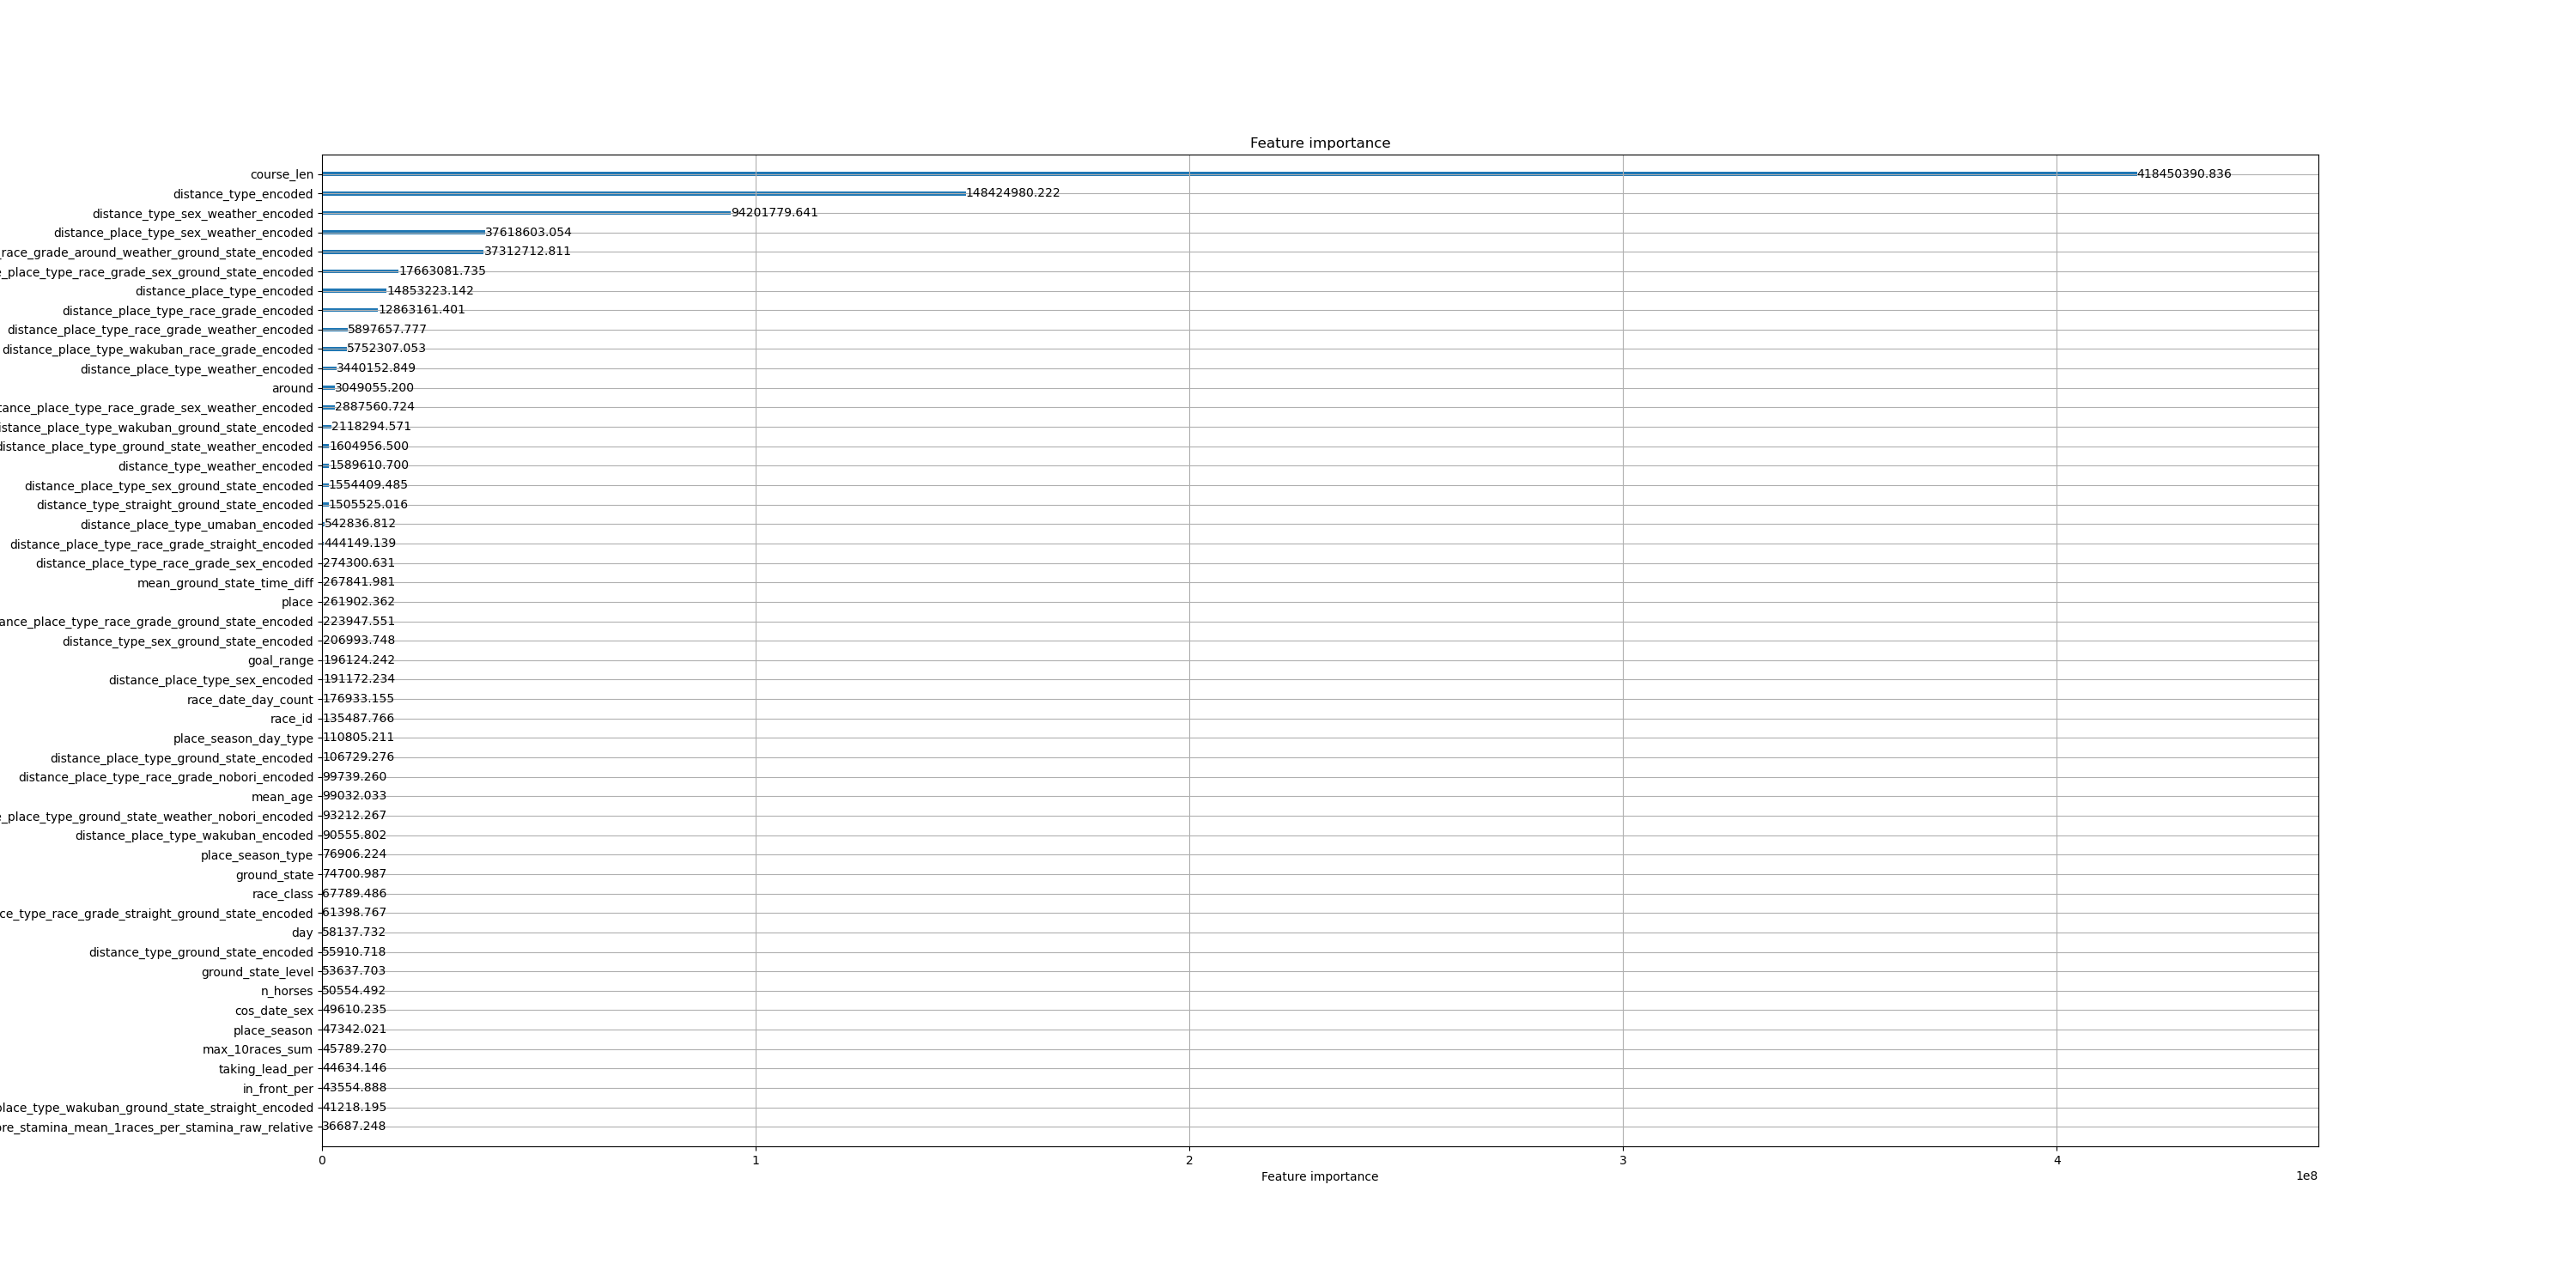 Feature importance
course_len 418450390.836
distance_type_encoded 148424980.222
distance_type_sex_weather_encoded 94201779.641
distance_place_type_sex_weather_encoded 37618603.054
_race_grade_around_weather_ground_state_encoded 37312712.811
_place_type_race_grade_sex_ground_state_encoded 17663081.735
distance_place_type_encoded 14853223.142
distance_place_type_race_grade_encoded 12863161.401
distance_place_type_race_grade_weather_encoded 5897657.777
distance_place_type_wakuban_race_grade_encoded 5752307.053
distance_place_type_weather_encoded 3440152.849
around 3049055.200
tance_place_type_race_grade_sex_weather_encoded 2887560.724
istance_place_type_wakuban_ground_state_encoded 2118294.571
distance_place_type_ground_state_weather_encoded 1604956.500
distance_type_weather_encoded 1589610.700
distance_place_type_sex_ground_state_encoded 1554409.485
distance_type_straight_ground_state_encoded 1505525.016
distance_place_type_umaban_encoded 542836.812
distance_place_type_race_grade_straight_encoded 444149.139
distance_place_type_race_grade_sex_encoded 274300.631
mean_ground_state_time_diff 267841.981
place 261902.362
ance_place_type_race_grade_ground_state_encoded 223947.551
distance_type_sex_ground_state_encoded 206993.748
goal_range 196124.242
distance_place_type_sex_encoded 191172.234
race_date_day_count 176933.155
race_id 135487.766
place_season_day_type 110805.211
distance_place_type_ground_state_encoded 106729.276
distance_place_type_race_grade_nobori_encoded 99739.260
mean_age 99032.033
_place_type_ground_state_weather_nobori_encoded 93212.267
distance_place_type_wakuban_encoded 90555.802
place_season_type 76906.224
ground_state 74700.987
race_class 67789.486
ce_type_race_grade_straight_ground_state_encoded 61398.767
day 58137.732
distance_type_ground_state_encoded 55910.718
ground_state_level 53637.703
n_horses 50554.492
cos_date_sex 49610.235
place_season 47342.021
max_10races_sum 45789.270
taking_lead_per 44634.146
in_front_per 43554.888
lace_type_wakuban_ground_state_straight_encoded 41218.195
re_stamina_mean_1races_per_stamina_raw_relative 36687.248
0 1 2 3 4
Feature importance
1e8